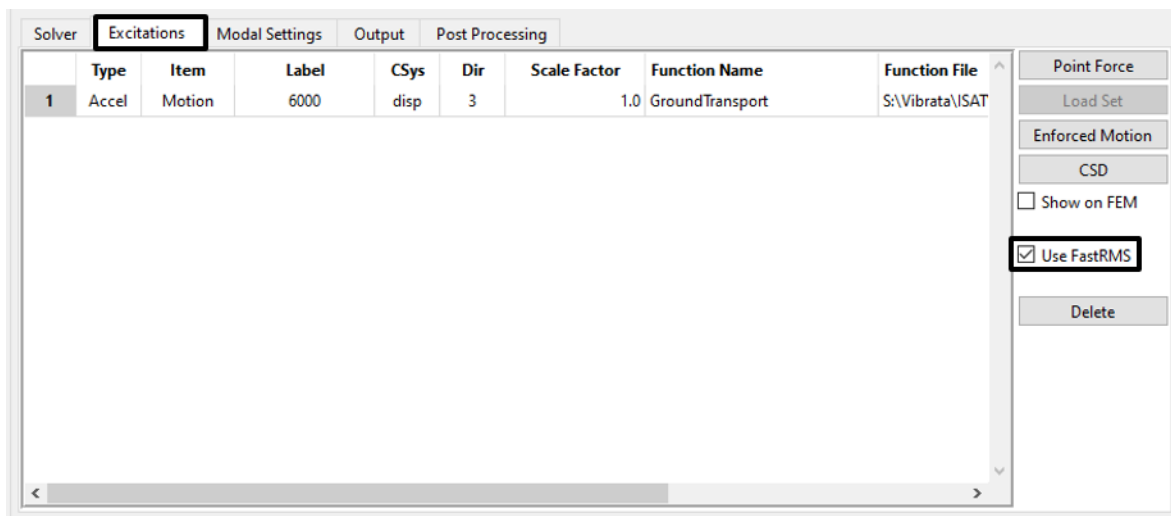 Solver Excitations Modal Settings Output Post Processing
Type Item Label CSys Dir Scale Factor Function Name Function File
1 Accel Motion 6000 disp 3 1.0 GroundTransport S:\Vibrata\ISAT
Point Force
Load Set
Enforced Motion
CSD
Show on FEM
Use FastRMS
Delete